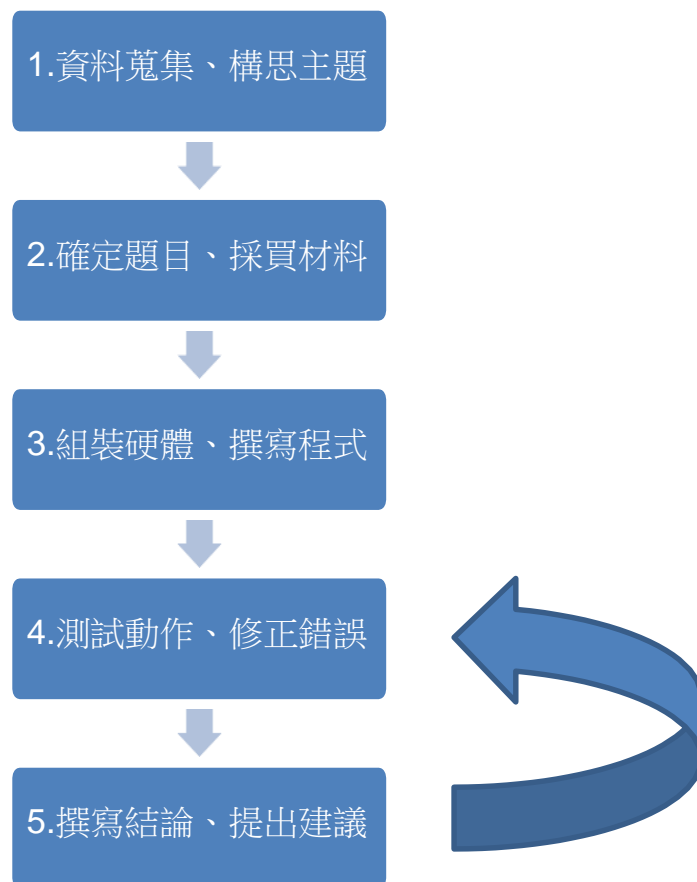 1.資料蒐集、構思主題
2.確定題目、採買材料
3.組裝硬體、撰寫程式
4.測試動作、修正錯誤
5.撰寫結論、提出建議